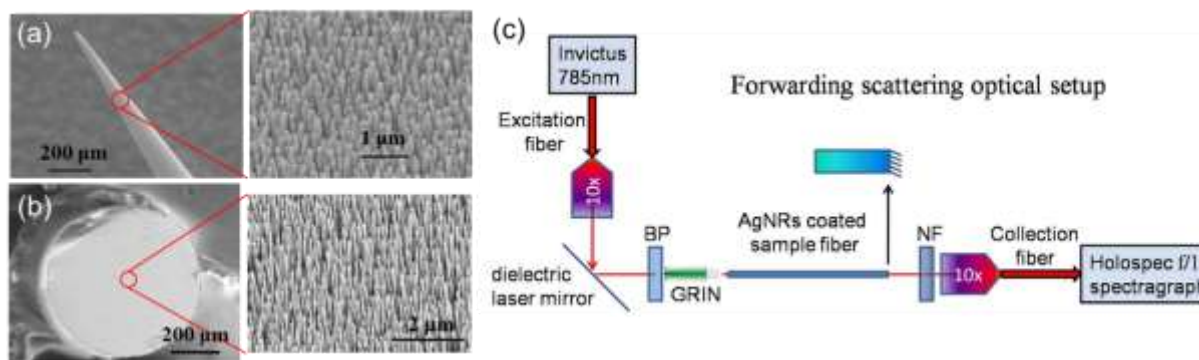 (a)
200 μm
1 μm
(b)
200 μm
2 μm
(c)
Invictus
785nm
Forwarding scattering optical setup
Excitation
fiber
10x
dielectric
laser mirror
BP
GRIN
AgNRs coated
sample fiber
NF
Collection
fiber
10x
Holospec f/1
spectragraph